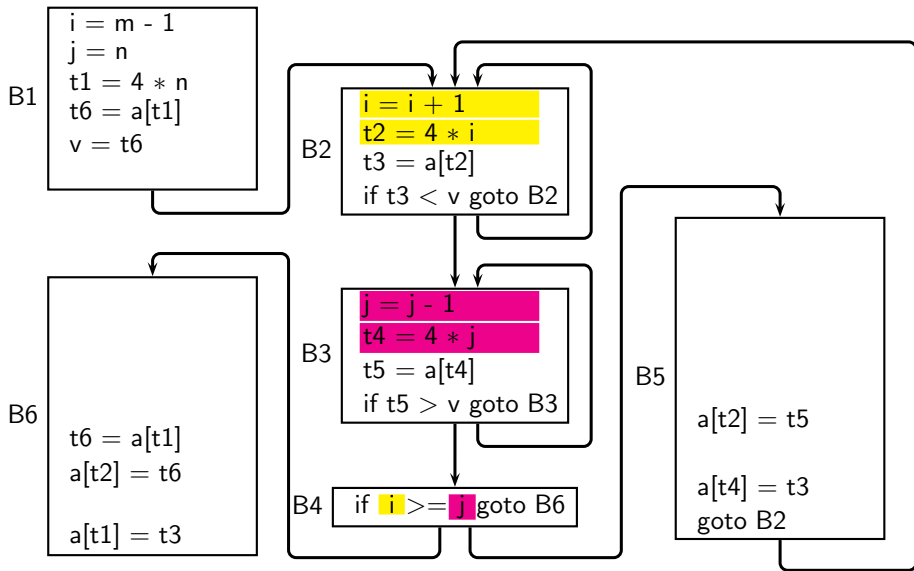 B1
i = m - 1
j = n
t1 = 4 * n
t6 = a[t1]
v = t6
B2
i = i + 1
t2 = 4 * i
t3 = a[t2]
if t3 < v goto B2
B3
j = j - 1
t4 = 4 * j
t5 = a[t4]
if t5 > v goto B3
B4
if i >= j goto B6
B5
a[t2] = t5
a[t4] = t3
goto B2
B6
t6 = a[t1]
a[t2] = t6
a[t1] = t3